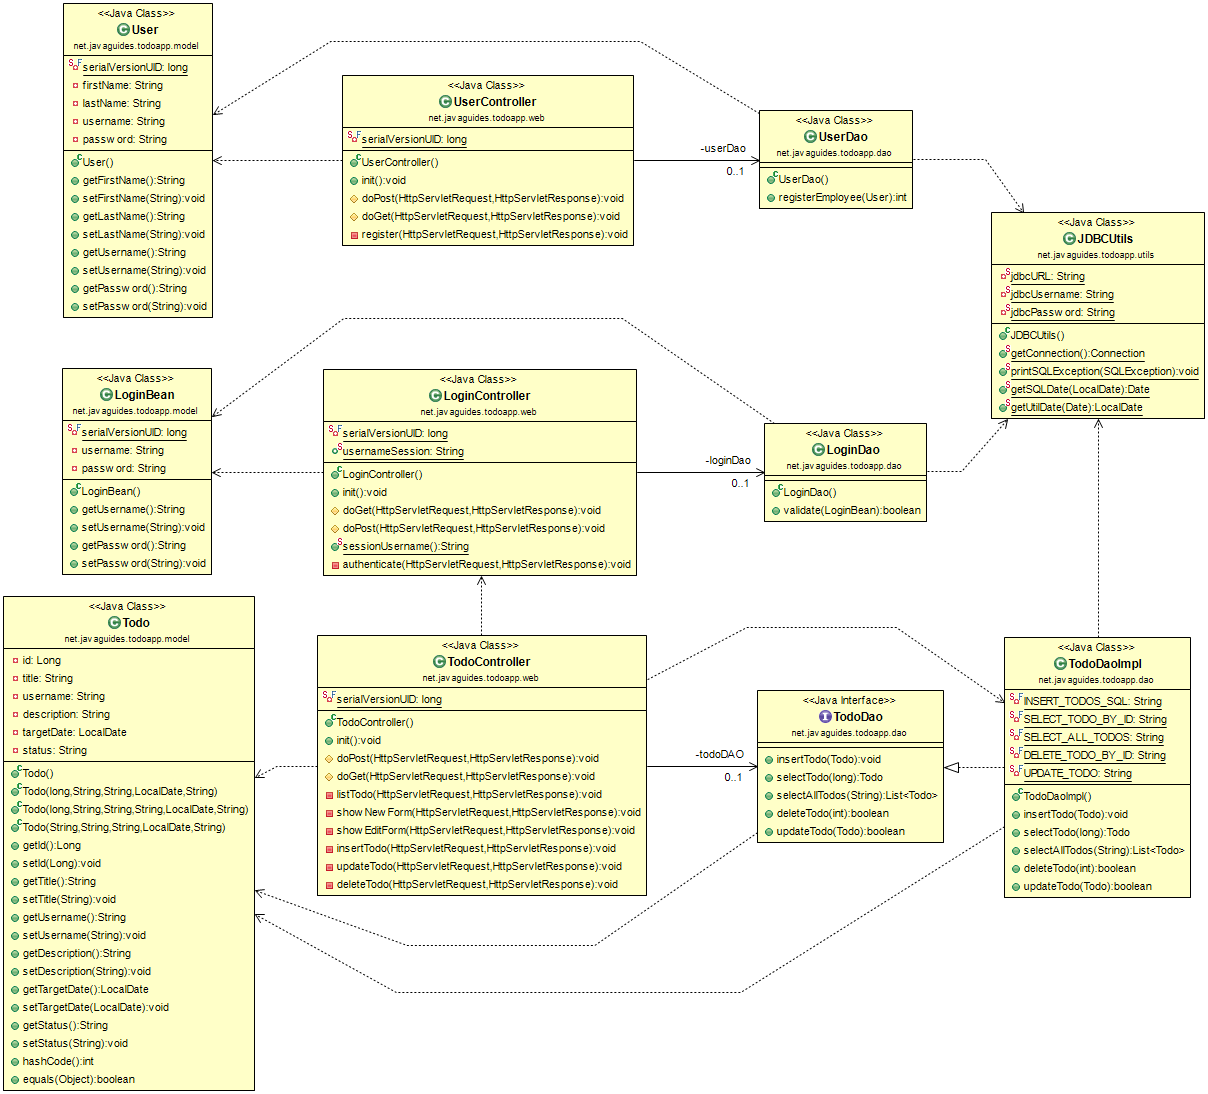 <<Java Class>>
User
net.javaguides.todoapp.model
serialVersionUID: long
firstName: String
lastName: String
username: String
password: String
User()
getFirstName():String
setFirstName(String):void
getLastName():String
setLastName(String):void
getUsername():String
setUsername(String):void
getPassword():String
setPassword(String):void
<<Java Class>>
UserController
net.javaguides.todoapp.web
serialVersionUID: long
UserController()
init():void
doPost(HttpServletRequest,HttpServletResponse):void
doGet(HttpServletRequest,HttpServletResponse):void
register(HttpServletRequest,HttpServletResponse):void
-userDao
0..1
<<Java Class>>
UserDao
net.javaguides.todoapp.dao
UserDao()
registerEmployee(User):int
<<Java Class>>
JDBCUtils
net.javaguides.todoapp.utils
jdbcURL: String
jdbcUsername: String
jdbcPassword: String
JDBCUtils()
getConnection():Connection
printSQLException(SQLException):void
getSQLDate(LocalDate):Date
getUtilDate(Date):LocalDate
<<Java Class>>
LoginBean
net.javaguides.todoapp.model
serialVersionUID: long
username: String
password: String
LoginBean()
getUsername():String
setUsername(String):void
getPassword():String
setPassword(String):void
<<Java Class>>
LoginController
net.javaguides.todoapp.web
serialVersionUID: long
usernameSession: String
LoginController()
init():void
doGet(HttpServletRequest,HttpServletResponse):void
doPost(HttpServletRequest,HttpServletResponse):void
sessionUsername():String
authenticate(HttpServletRequest,HttpServletResponse):void
-loginDao
0..1
<<Java Class>>
LoginDao
net.javaguides.todoapp.dao
LoginDao()
validate(LoginBean):boolean
<<Java Class>>
Todo
net.javaguides.todoapp.model
id: Long
title: String
username: String
description: String
targetDate: LocalDate
status: String
Todo()
Todo(long,String,String,LocalDate,String)
Todo(long,String,String,String,LocalDate,String)
Todo(String,String,String,LocalDate,String)
getId():Long
setId(Long):void
getTitle():String
setTitle(String):void
getUsername():String
setUsername(String):void
getDescription():String
setDescription(String):void
getTargetDate():LocalDate
setTargetDate(LocalDate):void
getStatus():String
setStatus(String):void
hashCode():int
equals(Object):boolean
<<Java Class>>
TodoController
net.javaguides.todoapp.web
serialVersionUID: long
TodoController()
init():void
doPost(HttpServletRequest,HttpServletResponse):void
doGet(HttpServletRequest,HttpServletResponse):void
listTodo(HttpServletRequest,HttpServletResponse):void
showNewForm(HttpServletRequest,HttpServletResponse):void
showEditForm(HttpServletRequest,HttpServletResponse):void
insertTodo(HttpServletRequest,HttpServletResponse):void
updateTodo(HttpServletRequest,HttpServletResponse):void
deleteTodo(HttpServletRequest,HttpServletResponse):void
-todoDAO
0..1
<<Java Interface>>
TodoDao
net.javaguides.todoapp.dao
insertTodo(Todo):void
selectTodo(long):Todo
selectAllTodos(String):List<Todo>
deleteTodo(int):boolean
updateTodo(Todo):boolean
<<Java Class>>
TodoDaoImpl
net.javaguides.todoapp.dao
INSERT_TODOS_SQL: String
SELECT_TODO_BY_ID: String
SELECT_ALL_TODOS: String
DELETE_TODO_BY_ID: String
UPDATE_TODO: String
TodoDaoImpl()
insertTodo(Todo):void
selectTodo(long):Todo
selectAllTodos(String):List<Todo>
deleteTodo(int):boolean
updateTodo(Todo):boolean